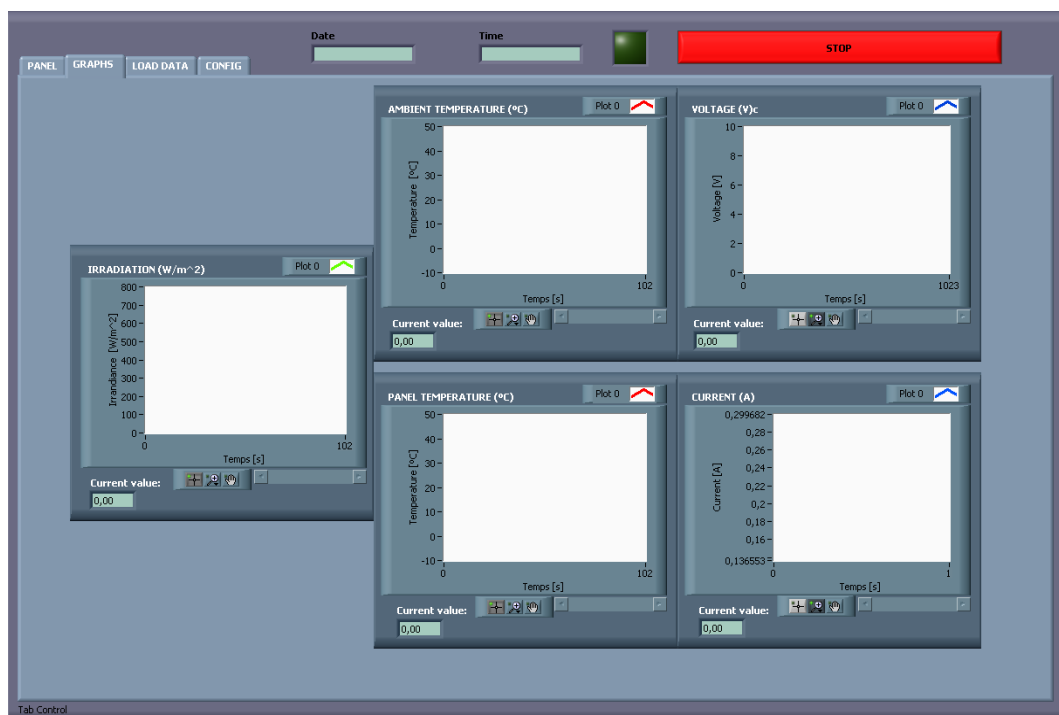 Date
Time
STOP
PANEL GRAPHS LOAD DATA CONFIG
AMBIENT TEMPERATURE (ºC)
Plot 0
Temperature [ºC]
50
40
30
20
10
0
-10
0
102
Temps [s]
Current value:
0,00
VOLTAGE (V)c
Plot 0
Voltage [V]
10
8
6
4
2
0
0
1023
Temps [s]
Current value:
0,00
IRRADIATION (W/m^2)
Plot 0
Irrandiance [W/m^2]
800
700
600
500
400
300
200
100
0
0
102
Temps [s]
Current value:
0,00
PANEL TEMPERATURE (ºC)
Plot 0
Temperature [ºC]
50
40
30
20
10
0
-10
0
102
Temps [s]
Current value:
0,00
CURRENT (A)
Plot 0
Current [A]
0,299682
0,28
0,26
0,24
0,22
0,2
0,18
0,16
0,136553
0
1
Temps [s]
Current value:
0,00
Tab Control